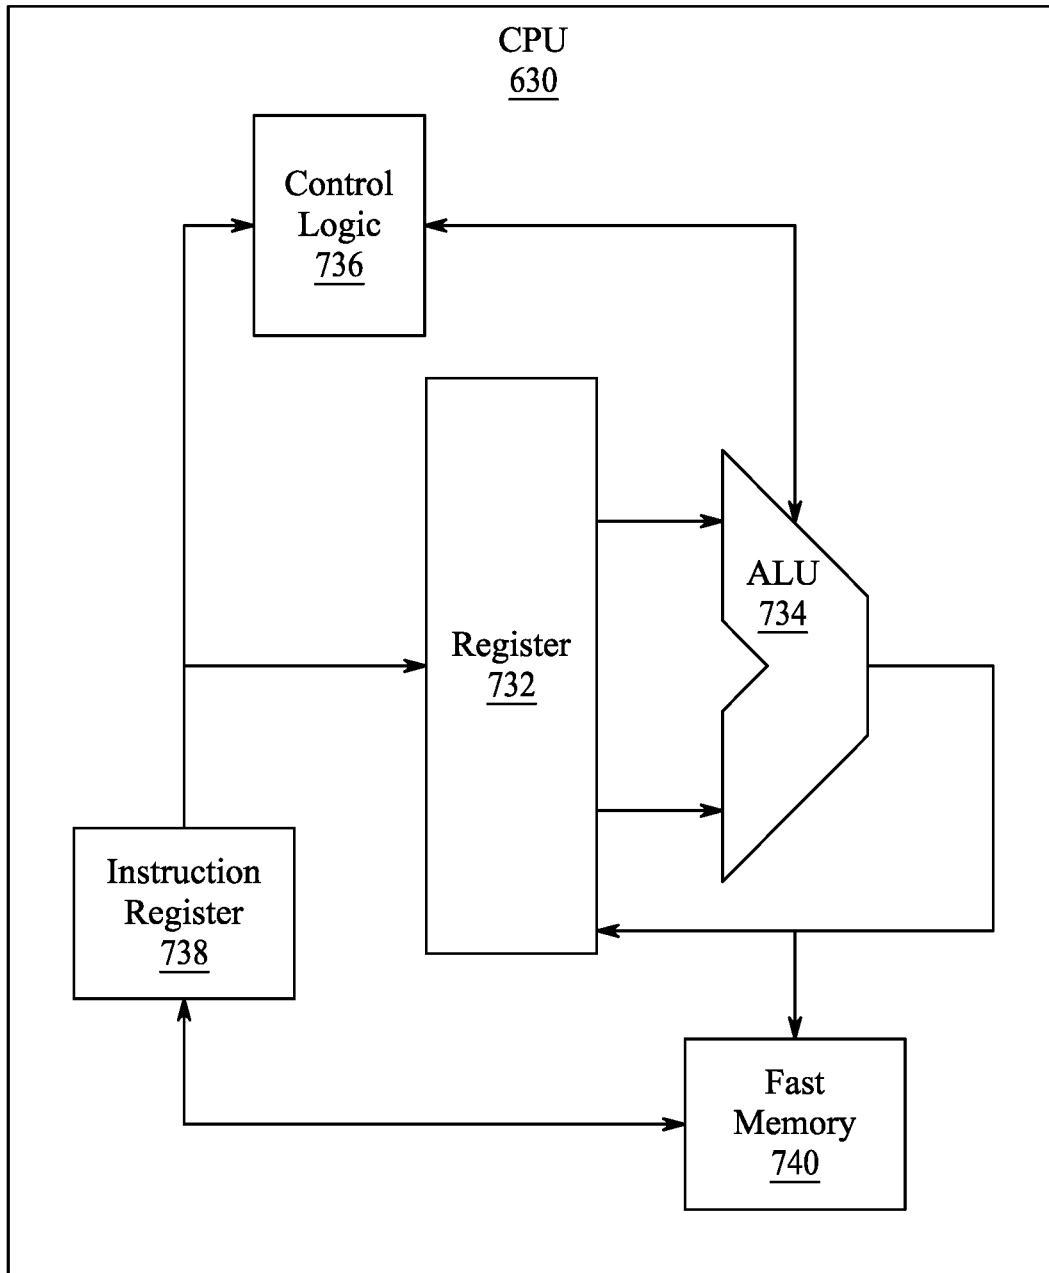 CPU
630
Control
Logic
736
ALU
734
Register
732
Instruction
Register
738
Fast
Memory
740